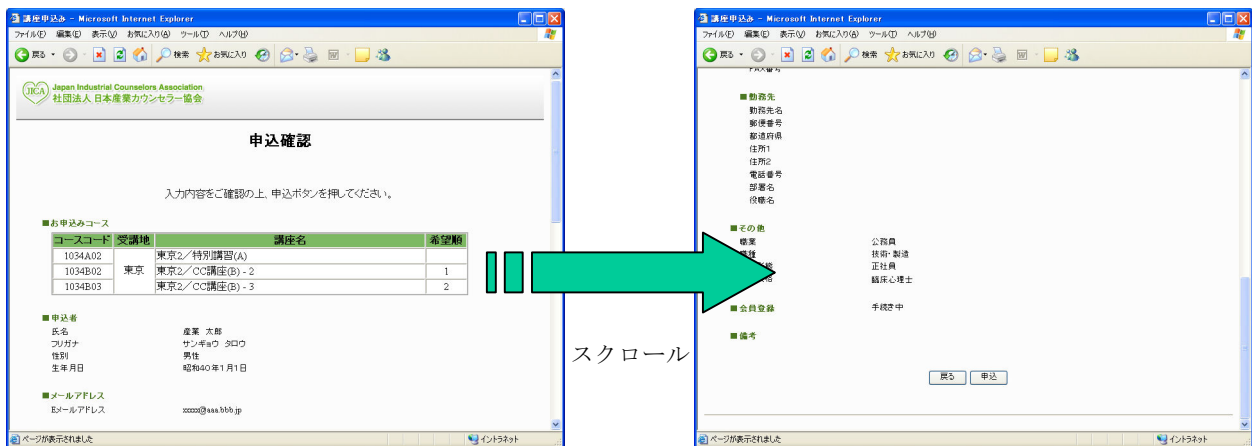 講座申込み - Microsoft Internet Explorer
ファイル(F) 編集(E) 表示(V) お気に入り(A) ツール(T) ヘルプ(H)
戻る 検索 お気に入り
JICA Japan Industrial Counselors Association
社団法人 日本産業カウンセラー協会
申込確認
入力内容をご確認の上、申込ボタンを押してください。
■お申込みコース
コースコード 受講地 講座名 希望順
1034A02 東京2／特別講習(A)
1034B02 東京 東京2／CC講座(B) - 2 1
1034B03 東京2／CC講座(B) - 3 2
■申込者
氏名 産業 太郎
フリガナ サンギョウ タロウ
性別 男性
生年月日 昭和40年1月1日
■メールアドレス
Eメールアドレス xxxxx@aaa.bbb.jp
ページが表示されました イントラネット
スクロール
講座申込み - Microsoft Internet Explorer
ファイル(F) 編集(E) 表示(V) お気に入り(A) ツール(T) ヘルプ(H)
戻る 検索 お気に入り
■勤務先
勤務先名
郵便番号
都道府県
住所1
住所2
電話番号
部署名
役職名
■その他
職業 公務員
技術・製造
正社員
臨床心理士
■会員登録 手続き中
■備考
戻る 申込
ページが表示されました イントラネット